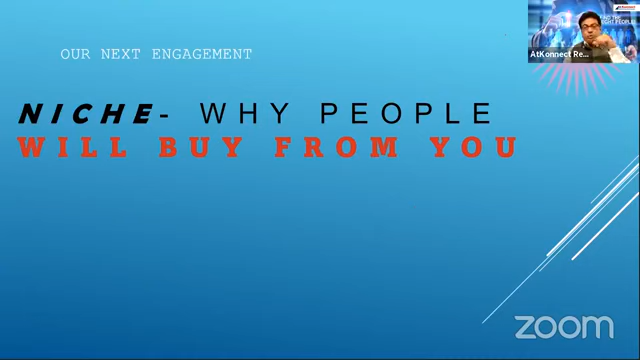 OUR NEXT ENGAGEMENT
NICHE- WHY PEOPLE
WILL BUY FROM YOU
AtKonnect Re...
zoom